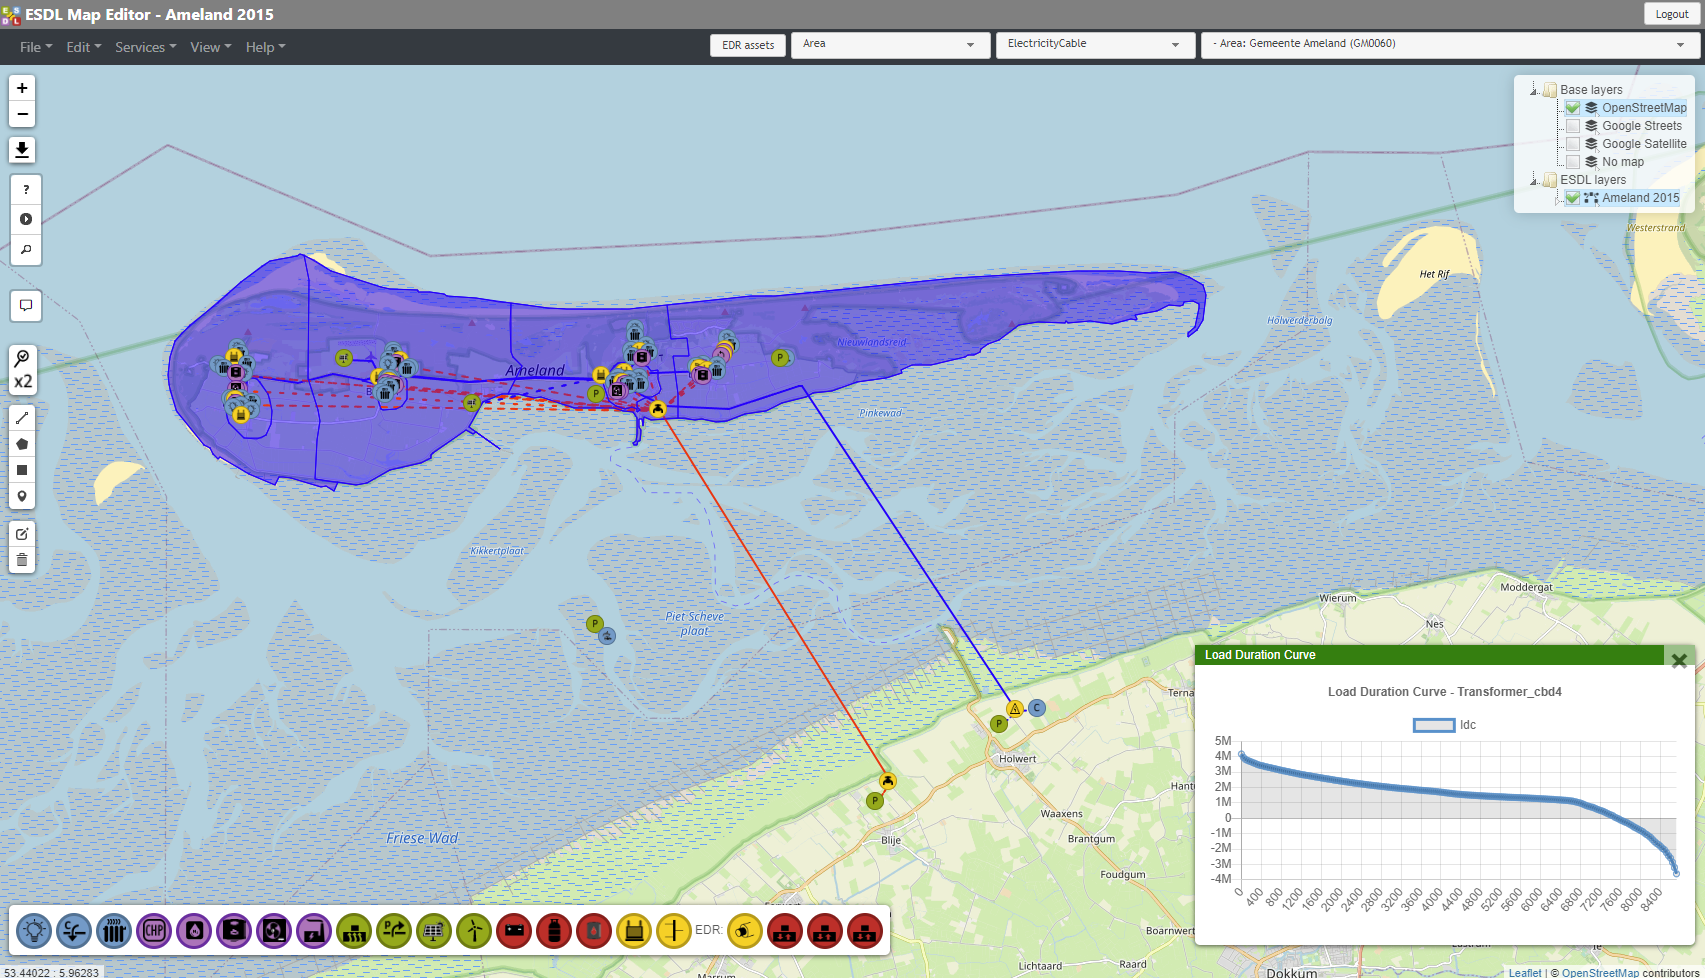 ESDL Map Editor - Ameland 2015
Logout
File Edit Services View Help
EDR assets
Area
ElectricityCable
- Area: Gemeente Ameland (GM0060)
+
−
?
x2
Base layers
OpenStreetMap
Google Streets
Google Satellite
No map
ESDL layers
Ameland 2015
Westerstrand
Het Rif
Holwerderbalg
Nieuwlandsreid
Ameland
Pinkewad
Kikkertplaat
Piet Scheve
plaat
Friese Wad
P
P
P
P
P
C
Moddergat
Wierum
Nes
Terna
Holwert
Hant
Waaxens
Brantgum
Blije
Foudgum
Boarnwert
Lichtaard
Raard
Dokkum
Marrum
Load Duration Curve
Load Duration Curve - Transformer_cbd4
ldc
5M
4M
3M
2M
1M
0
-1M
-2M
-3M
-4M
0 400 800 1200 1600 2000 2400 2800 3200 3600 4000 4400 4800 5200 5600 6000 6400 6800 7200 7600 8000 8400
CHP
P
EDR:
53.44022 : 5.96283
Leaflet | © OpenStreetMap contributors